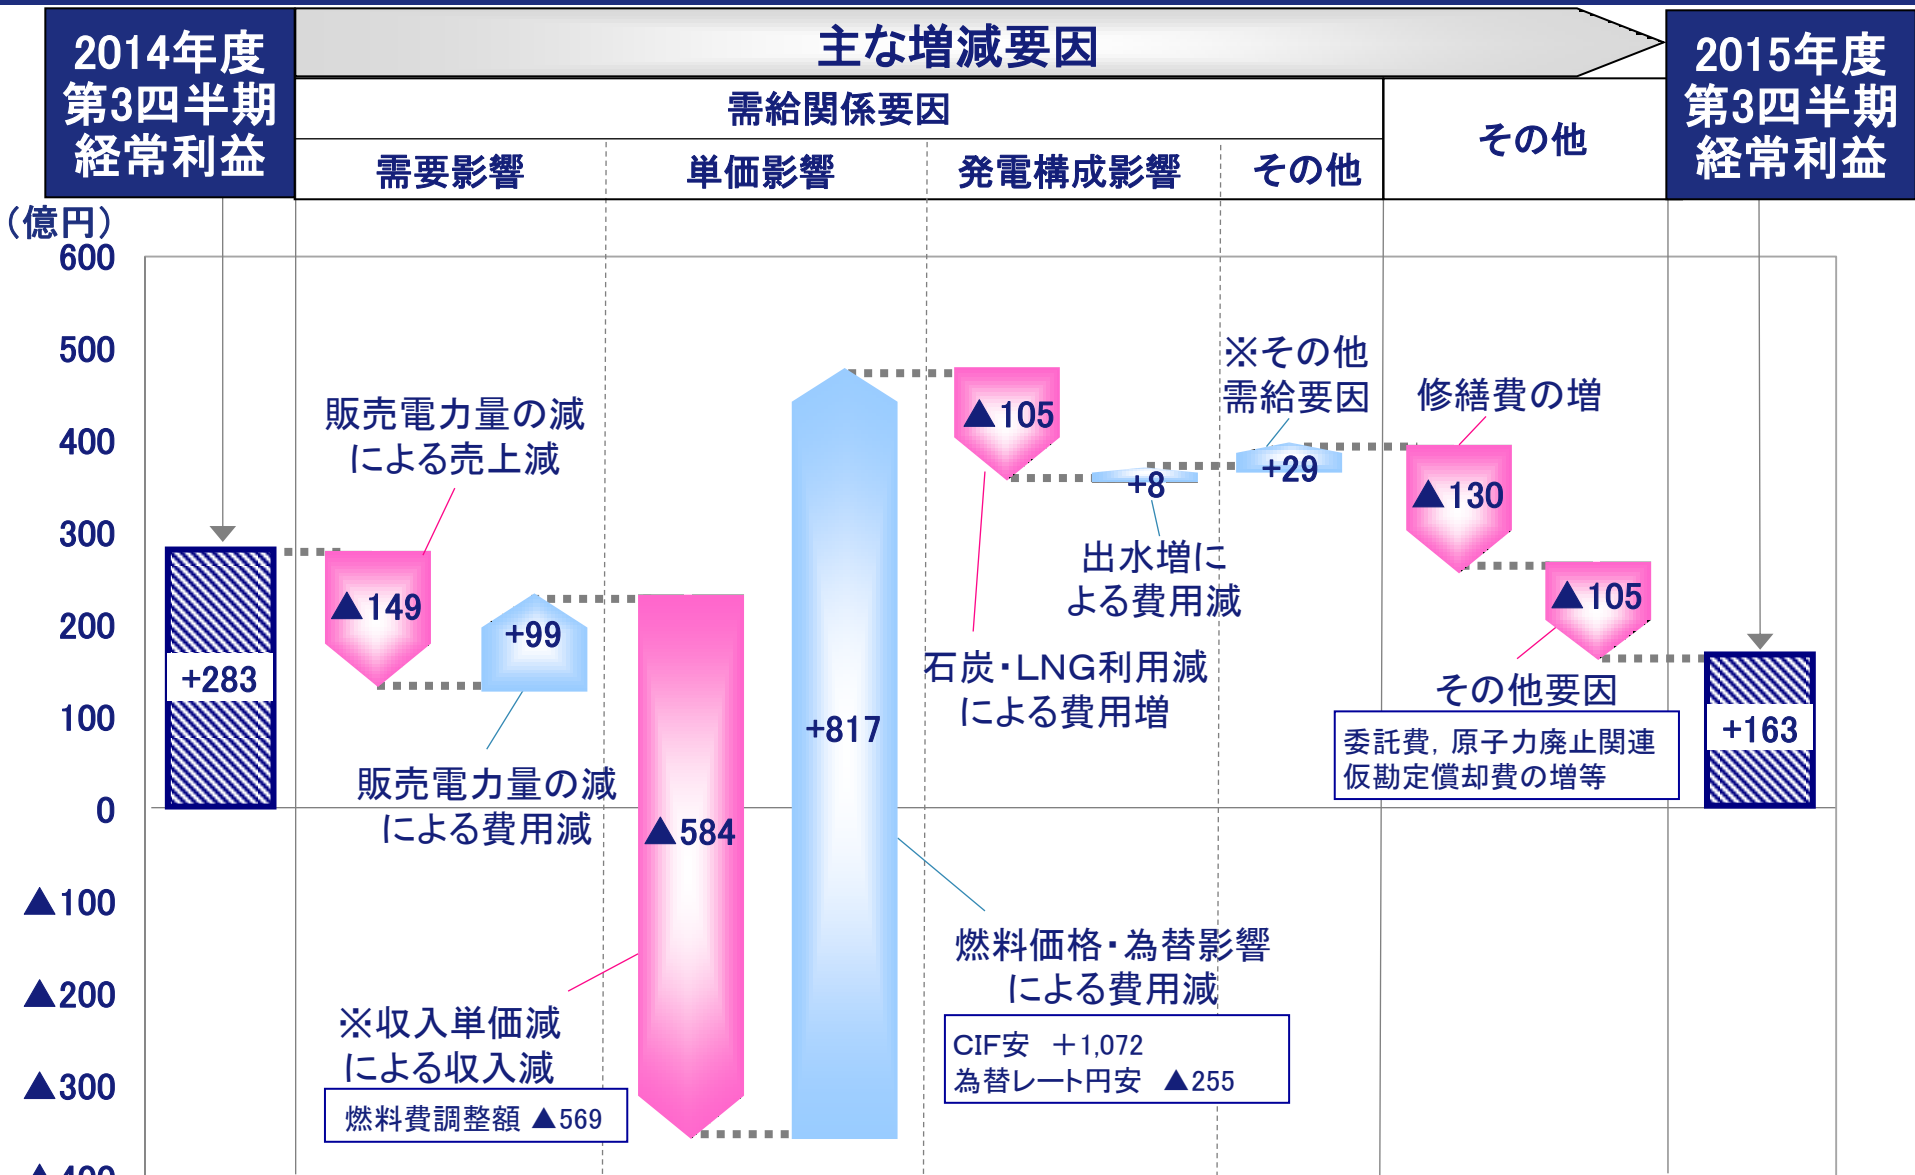 2014年度
第3四半期
経常利益
主な増減要因
2015年度
第3四半期
経常利益
需給関係要因
その他
需要影響
単価影響
発電構成影響
その他
(億円)
600
500
400
300
200
100
0
▲100
▲200
▲300
▲400
+283
販売電力量の減
による売上減
▲149
+99
販売電力量の減
による費用減
▲584
※収入単価減
による収入減
燃料費調整額 ▲569
+817
燃料価格・為替影響
による費用減
CIF安 +1,072
為替レート円安 ▲255
▲105
石炭・LNG利用減
による費用増
+8
出水増に
よる費用減
※その他
需給要因
+29
修繕費の増
▲130
▲105
その他要因
委託費,原子力廃止関連
仮勘定償却費の増等
+163